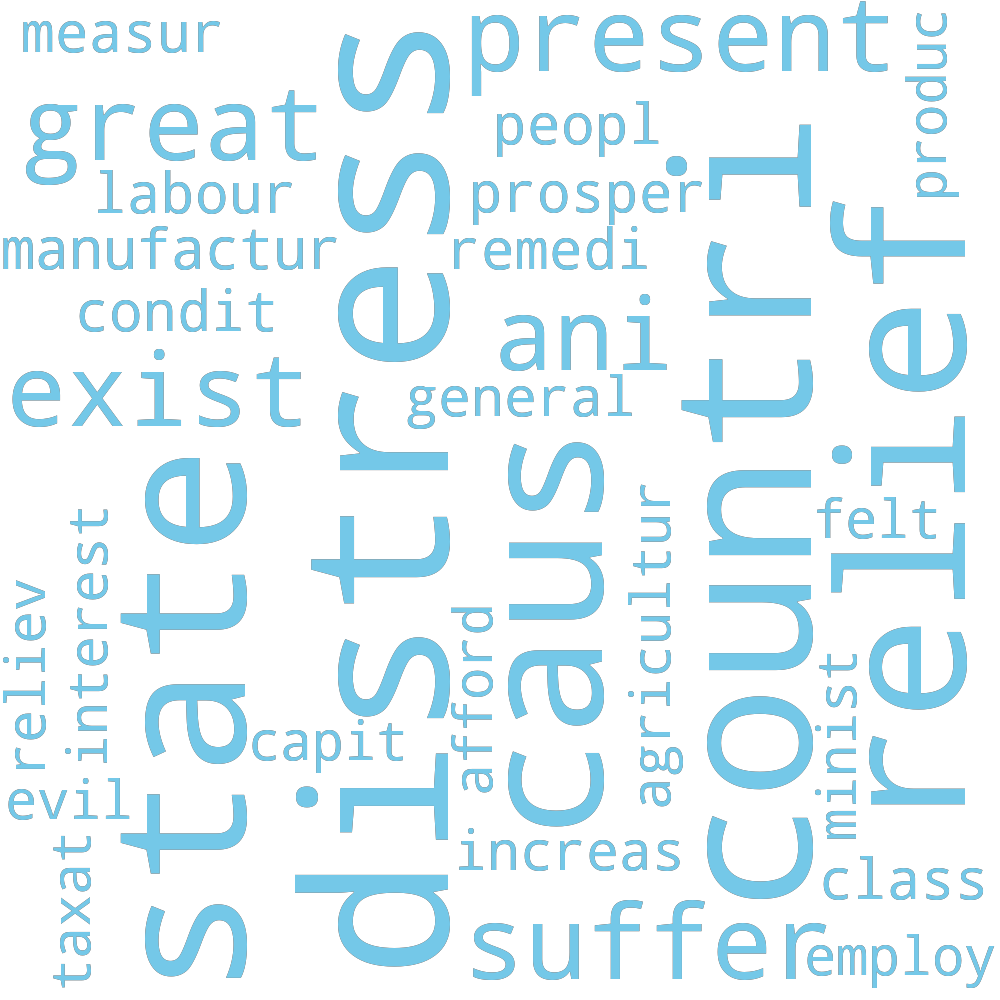 measur
present
produc
great
peopl
labour
prosper
manufactur
remedi
condit
ani
exist
general
distress
countri
relief
state
caus
felt
agricultur
interest
reliev
afford
minist
capit
evil
taxat
increas
class
suffer
employ